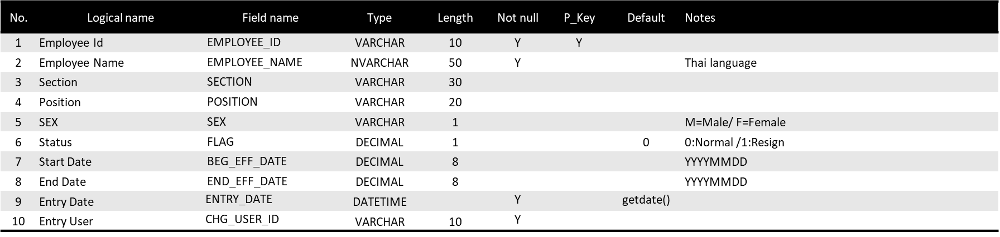 No. Logical name Field name Type Length Not null P_Key Default Notes
1 Employee Id EMPLOYEE_ID VARCHAR 10 Y Y
2 Employee Name EMPLOYEE_NAME NVARCHAR 50 Y Thai language
3 Section SECTION VARCHAR 30
4 Position POSITION VARCHAR 20
5 SEX SEX VARCHAR 1 M=Male/ F=Female
6 Status FLAG DECIMAL 1 0 0:Normal /1:Resign
7 Start Date BEG_EFF_DATE DECIMAL 8 YYYYMMDD
8 End Date END_EFF_DATE DECIMAL 8 YYYYMMDD
9 Entry Date ENTRY_DATE DATETIME Y getdate()
10 Entry User CHG_USER_ID VARCHAR 10 Y